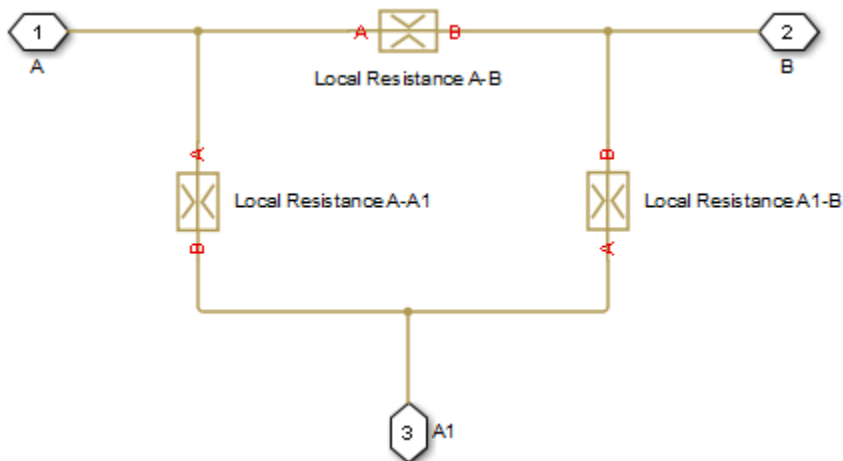 1
A
A
B
Local Resistance A-B
2
B
A
Local Resistance A-A1
B
B
Local Resistance A1-B
A
3
A1